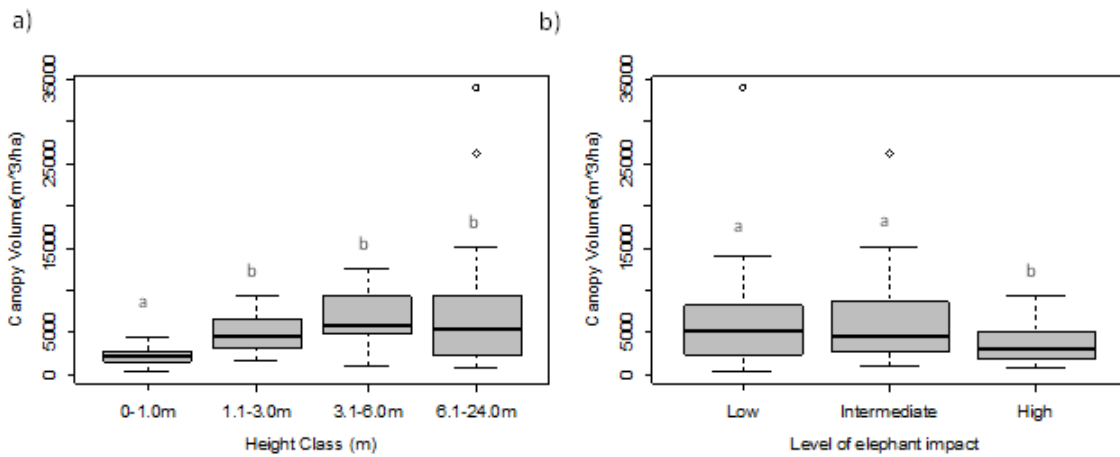 a)
b)
Canopy Volume(m^3/ha)
35000
25000
15000
5000
0
a
b
b
b
0-1.0m
1.1-3.0m
3.1-6.0m
6.1-24.0m
Height Class (m)
Canopy Volume(m^3/ha)
35000
25000
15000
5000
0
a
a
b
Low
Intermediate
High
Level of elephant impact